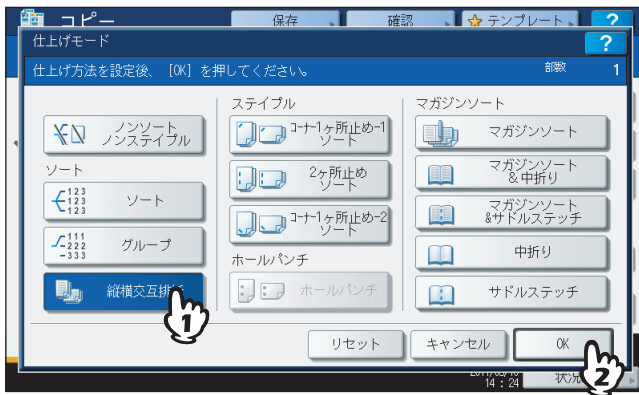 コピー
保存
確認
テンプレート
?
仕上げモード
?
仕上げ方法を設定後、[OK] を押してください。
部数 1
ノンソート
ノンステイプル
ソート
123
123
123
ソート
111
222
333
グループ
縦横交互排
ステイプル
コーナー1ヶ所止め-1
ソート
2ヶ所止め
ソート
コーナー1ヶ所止め-2
ソート
ホールパンチ
ホールパンチ
マガジンソート
マガジンソート
マガジンソート
&中折り
マガジンソート
&サドルステッチ
中折り
サドルステッチ
リセット
キャンセル
OK
14 : 24
状況
1
2